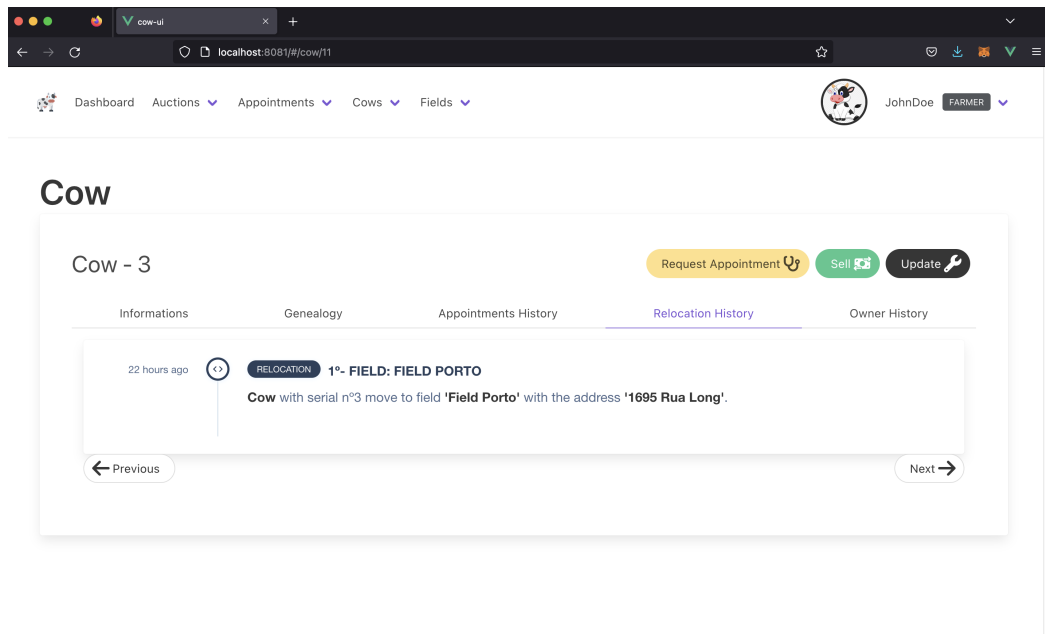 cow-ui
localhost:8081/#/cow/11
Dashboard Auctions Appointments Cows Fields JohnDoe FARMER
Cow
Cow - 3 Request Appointment Sell Update
Informations Genealogy Appointments History Relocation History Owner History
22 hours ago RELOCATION 1º- FIELD: FIELD PORTO
Cow with serial nº3 move to field 'Field Porto' with the address '1695 Rua Long'.
Previous Next